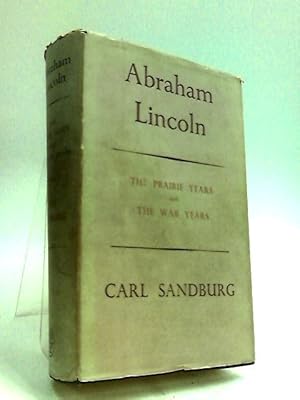 Abraham
Lincoln
THE PRAIRIE YEARS
and
THE WAR YEARS
CARL SANDBURG
Abraham
Lincoln